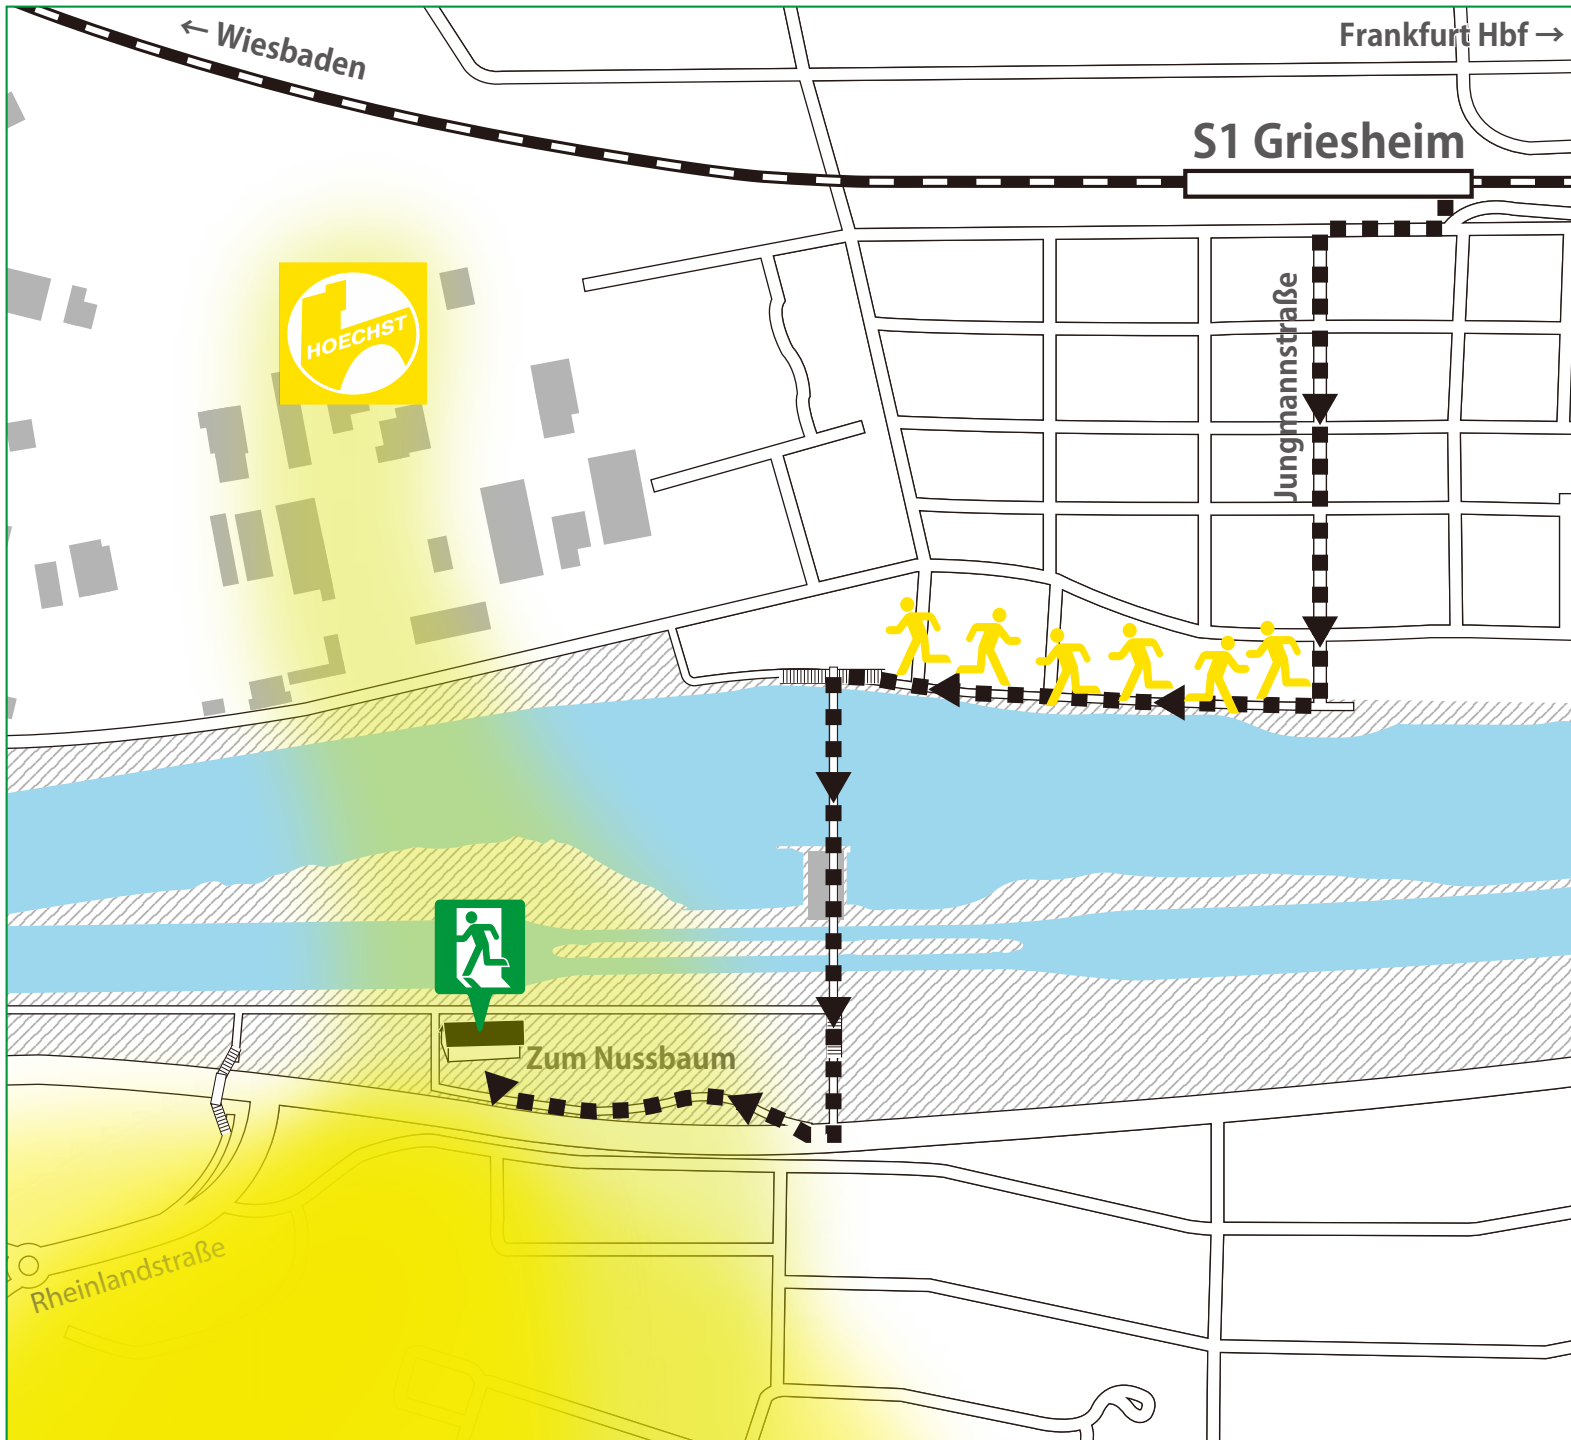 ← Wiesbaden
Frankfurt Hbf →
S1 Griesheim
HOECHST
Jungmannstraße
Zum Nussbaum
Rheinlandstraße